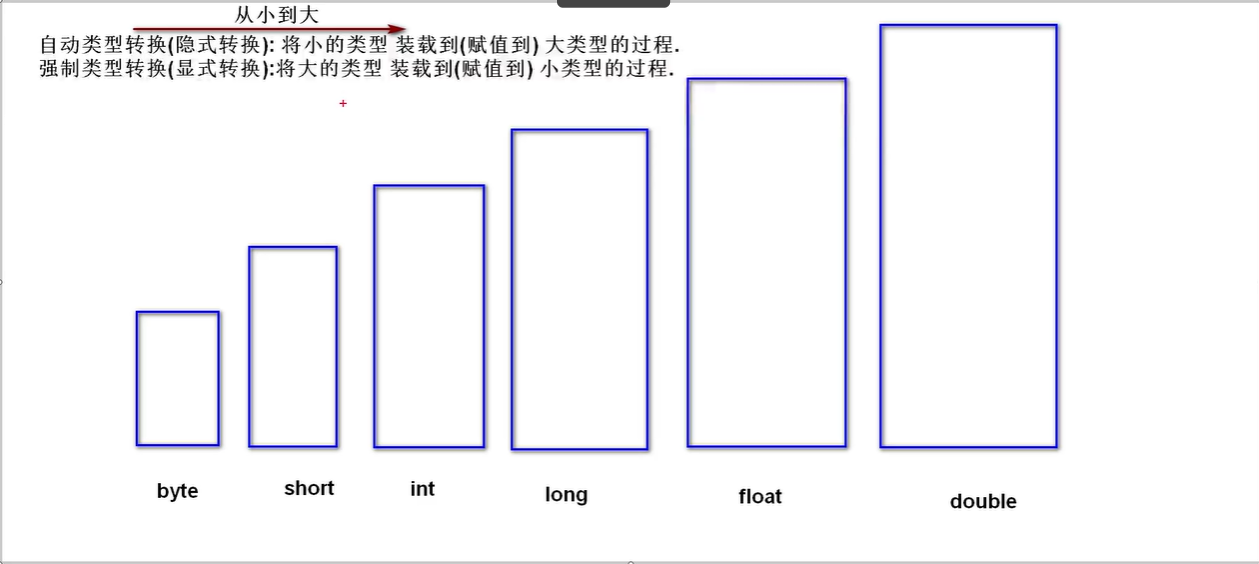 从小到大
自动类型转换(隐式转换): 将小的类型 装载到(赋值到) 大类型的过程.
强制类型转换(显式转换):将大的类型 装载到(赋值到) 小类型的过程.
byte
short
int
long
float
double